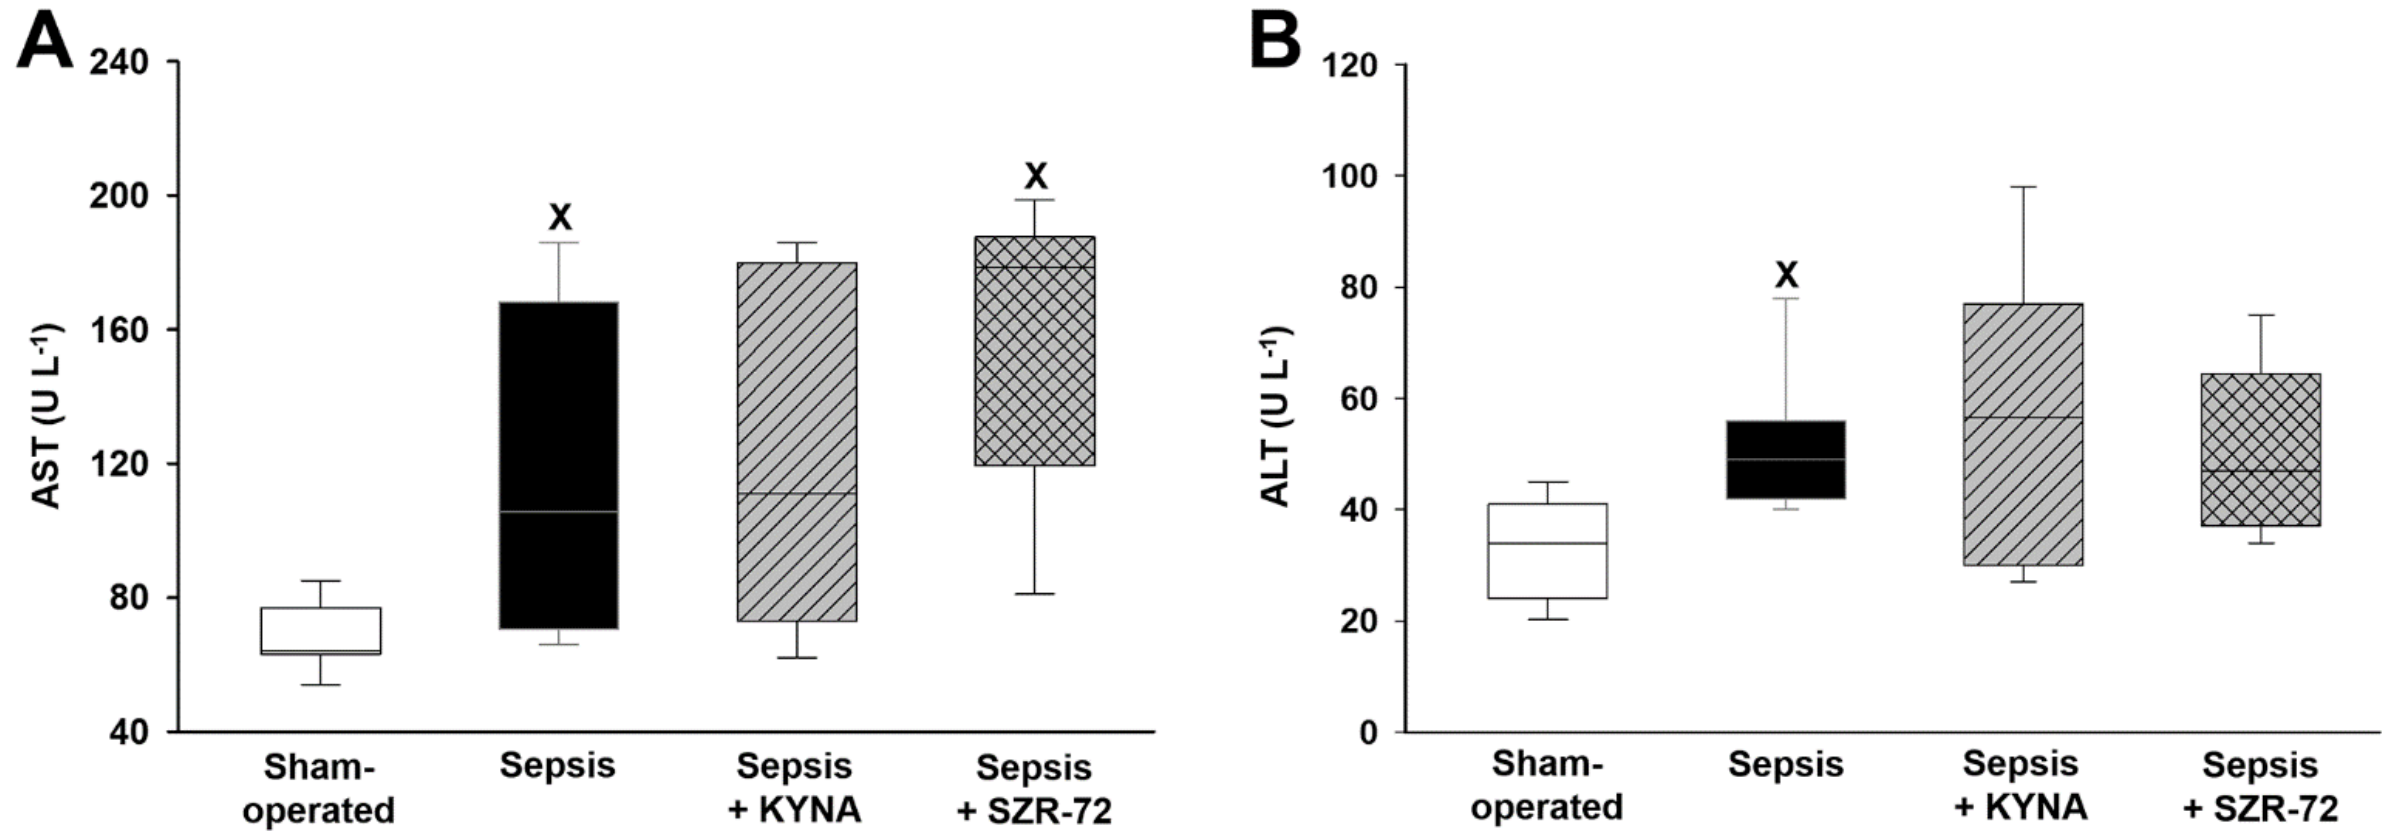 A
240
200
160
120
80
40
AST (U L-1)
X
X
Sham-
operated
Sepsis
Sepsis
+ KYNA
Sepsis
+ SZR-72
B
120
100
80
60
40
20
0
ALT (U L-1)
X
Sham-
operated
Sepsis
Sepsis
+ KYNA
Sepsis
+ SZR-72